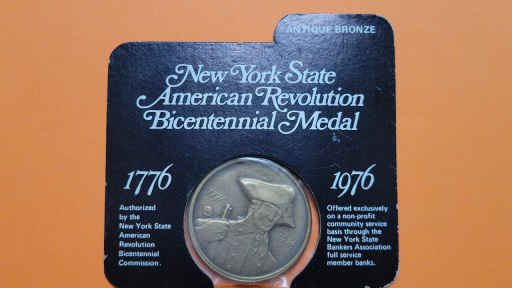 ANTIQUE BRONZE
New York State
American Revolution
Bicentennial Medal
1776
Authorized
by the
New York State
American
Revolution
Bicentennial
Commission.
1976
Offered exclusively
on a non-profit
community service
basis through the
New York State
Bankers Association
full service
member banks.